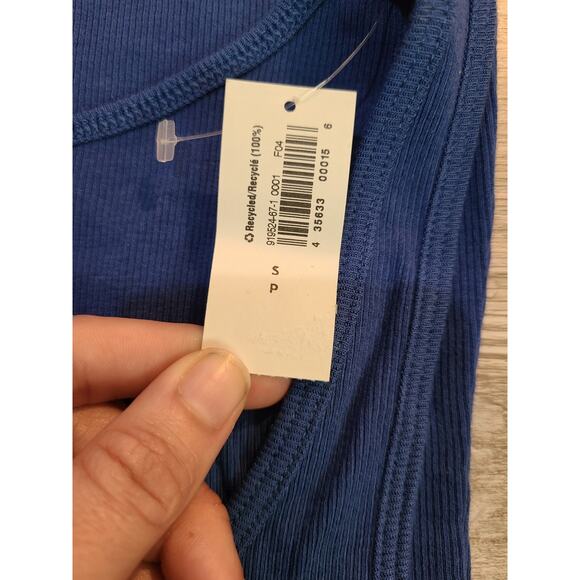 ♻ Recycled/Recyclé (100%)
919524-67-1 0001 F04
4 35633 00015 6
S
P